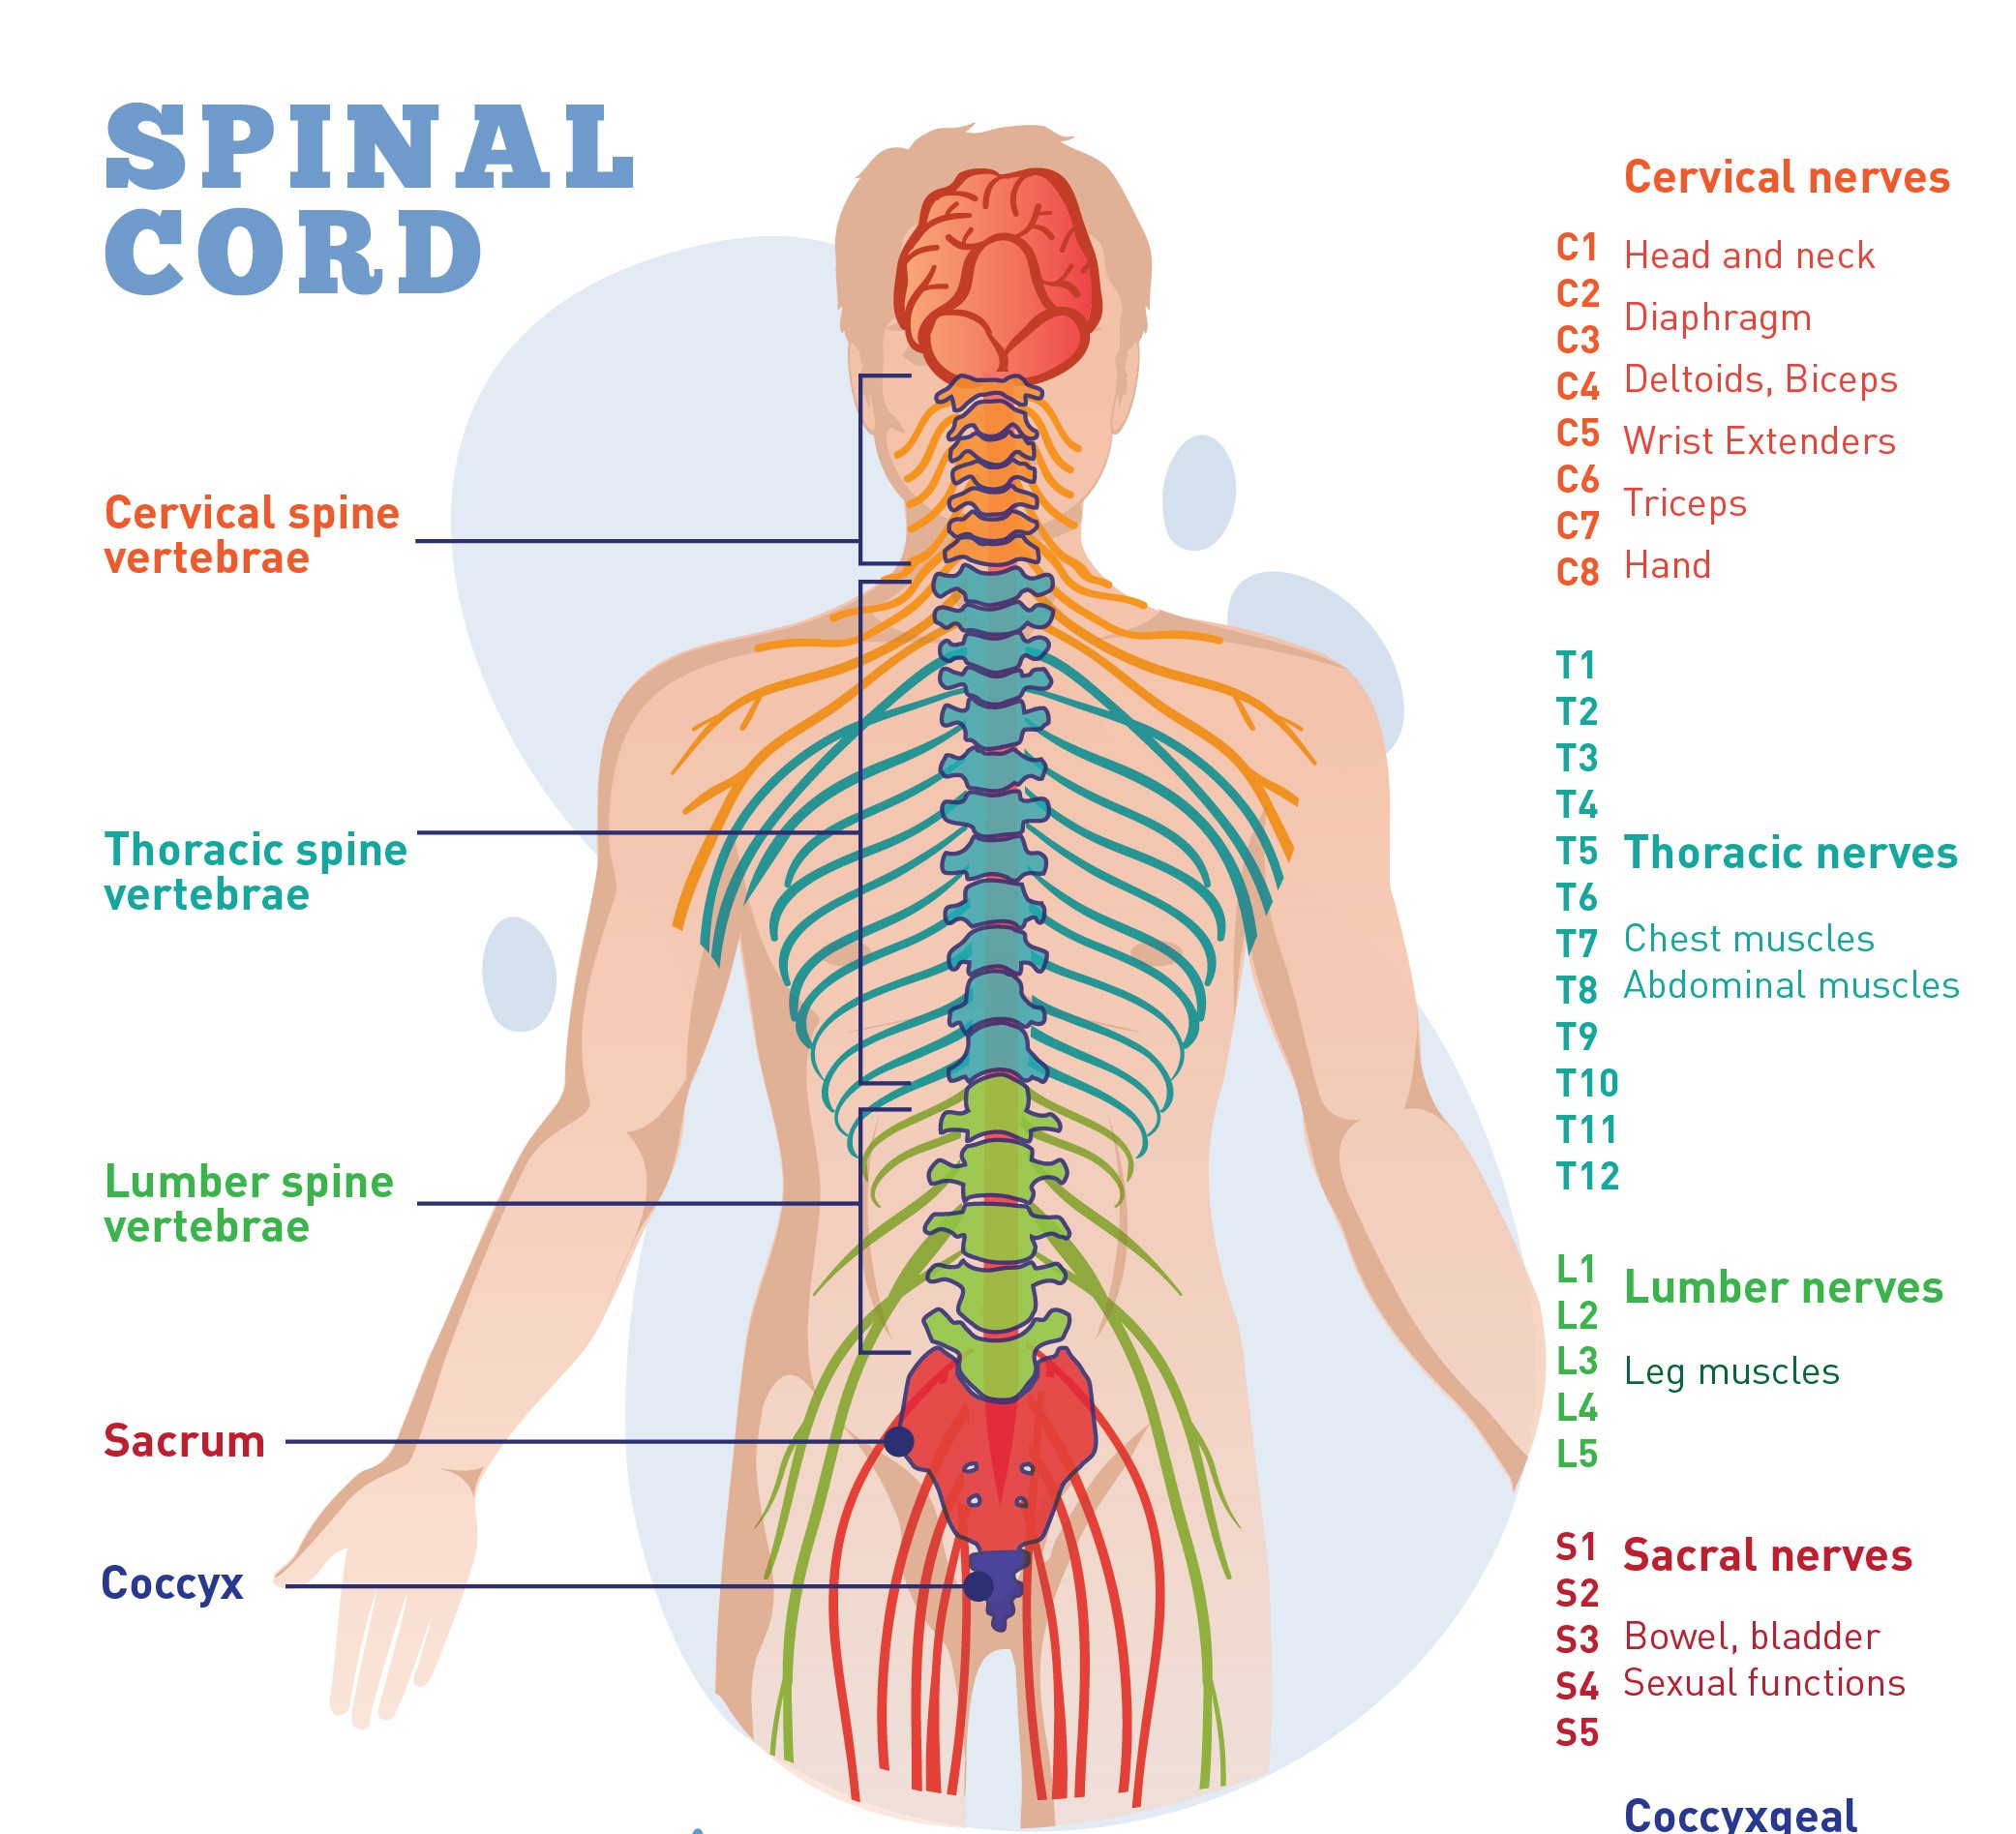 SPINAL
CORD
Cervical spine
vertebrae
Thoracic spine
vertebrae
Lumber spine
vertebrae
Sacrum
Coccyx
Cervical nerves
C1 Head and neck
C2
Diaphragm
C3
C4 Deltoids, Biceps
C5 Wrist Extenders
C6
Triceps
C7
C8 Hand
T1
T2
T3
T4
T5 Thoracic nerves
T6
T7 Chest muscles
T8 Abdominal muscles
T9
T10
T11
T12
L1 Lumber nerves
L2
L3 Leg muscles
L4
L5
S1 Sacral nerves
S2
S3 Bowel, bladder
S4 Sexual functions
S5
Coccyxgeal